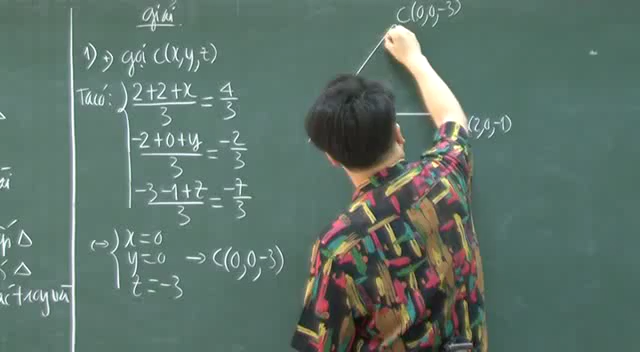 giải
1) +) gọi C(x,y,z)
Ta có: { (2+2+x)/3 = 4/3
(-2+0+y)/3 = -2/3
(-3-1+z)/3 = -7/3
(↔) { x=0
y=0 → C(0,0,-3)
z=-3
C(0,0,-3)
(2,0,-1)
Δ
Δ